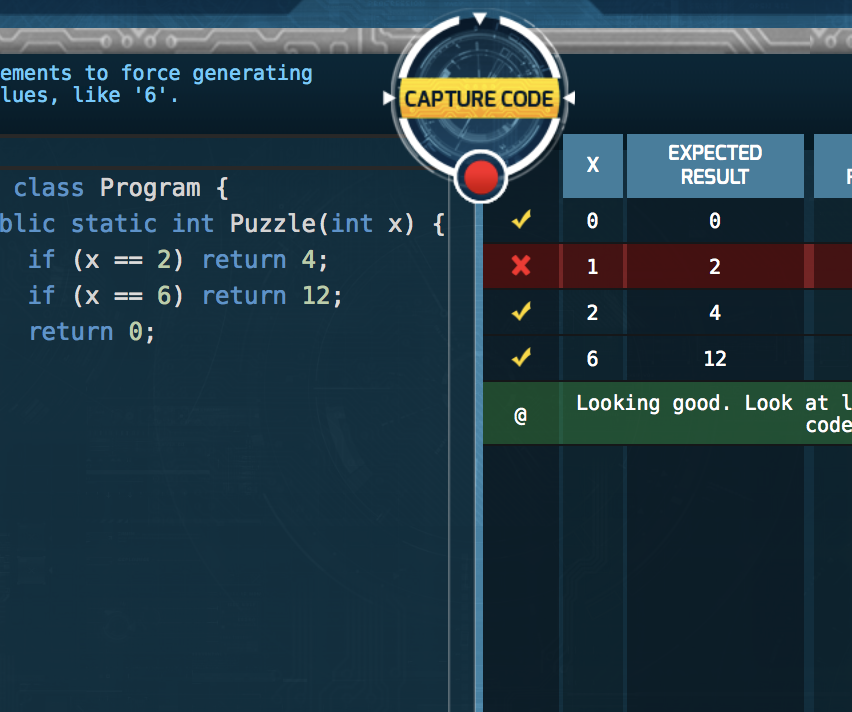 ements to force generating
lues, like '6'.
CAPTURE CODE
class Program {
blic static int Puzzle(int x) {
if (x == 2) return 4;
if (x == 6) return 12;
return 0;
X EXPECTED RESULT
0 0
1 2
2 4
6 12
@ Looking good. Look at l
code